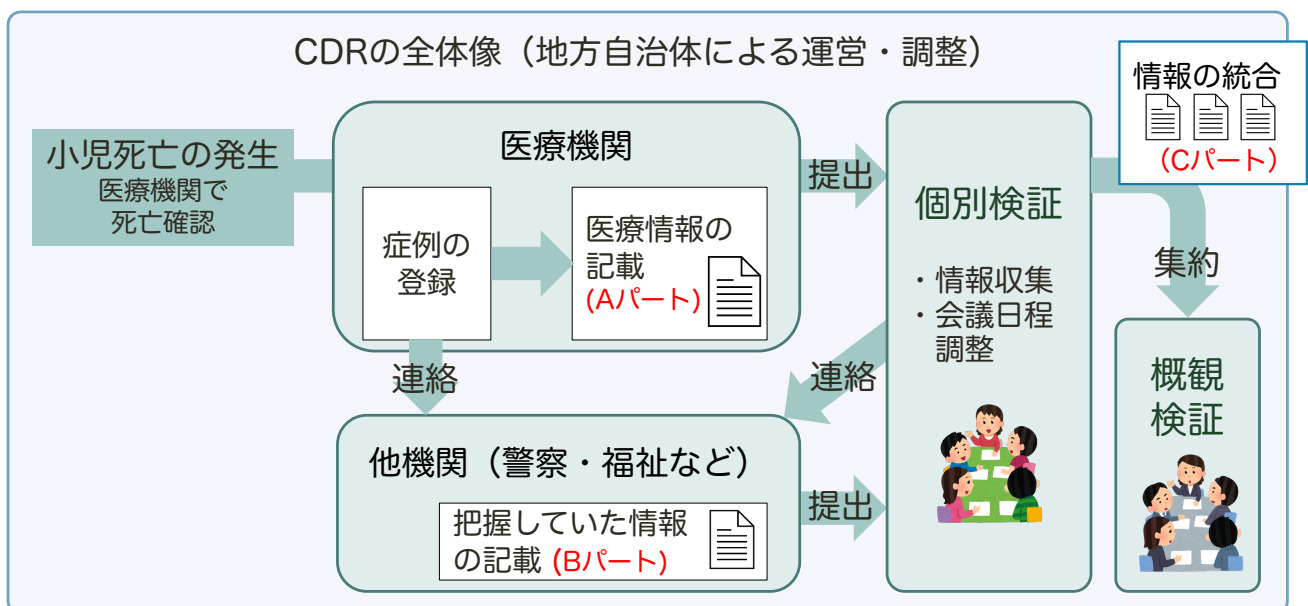 CDRの全体像（地方自治体による運営・調整）
小児死亡の発生
医療機関で
死亡確認
医療機関
症例の
登録
医療情報の
記載
(Aパート)
提出
連絡
他機関（警察・福祉など）
把握していた情報
の記載 (Bパート)
連絡
提出
個別検証
・情報収集
・会議日程
調整
情報の統合
(Cパート)
集約
概観
検証